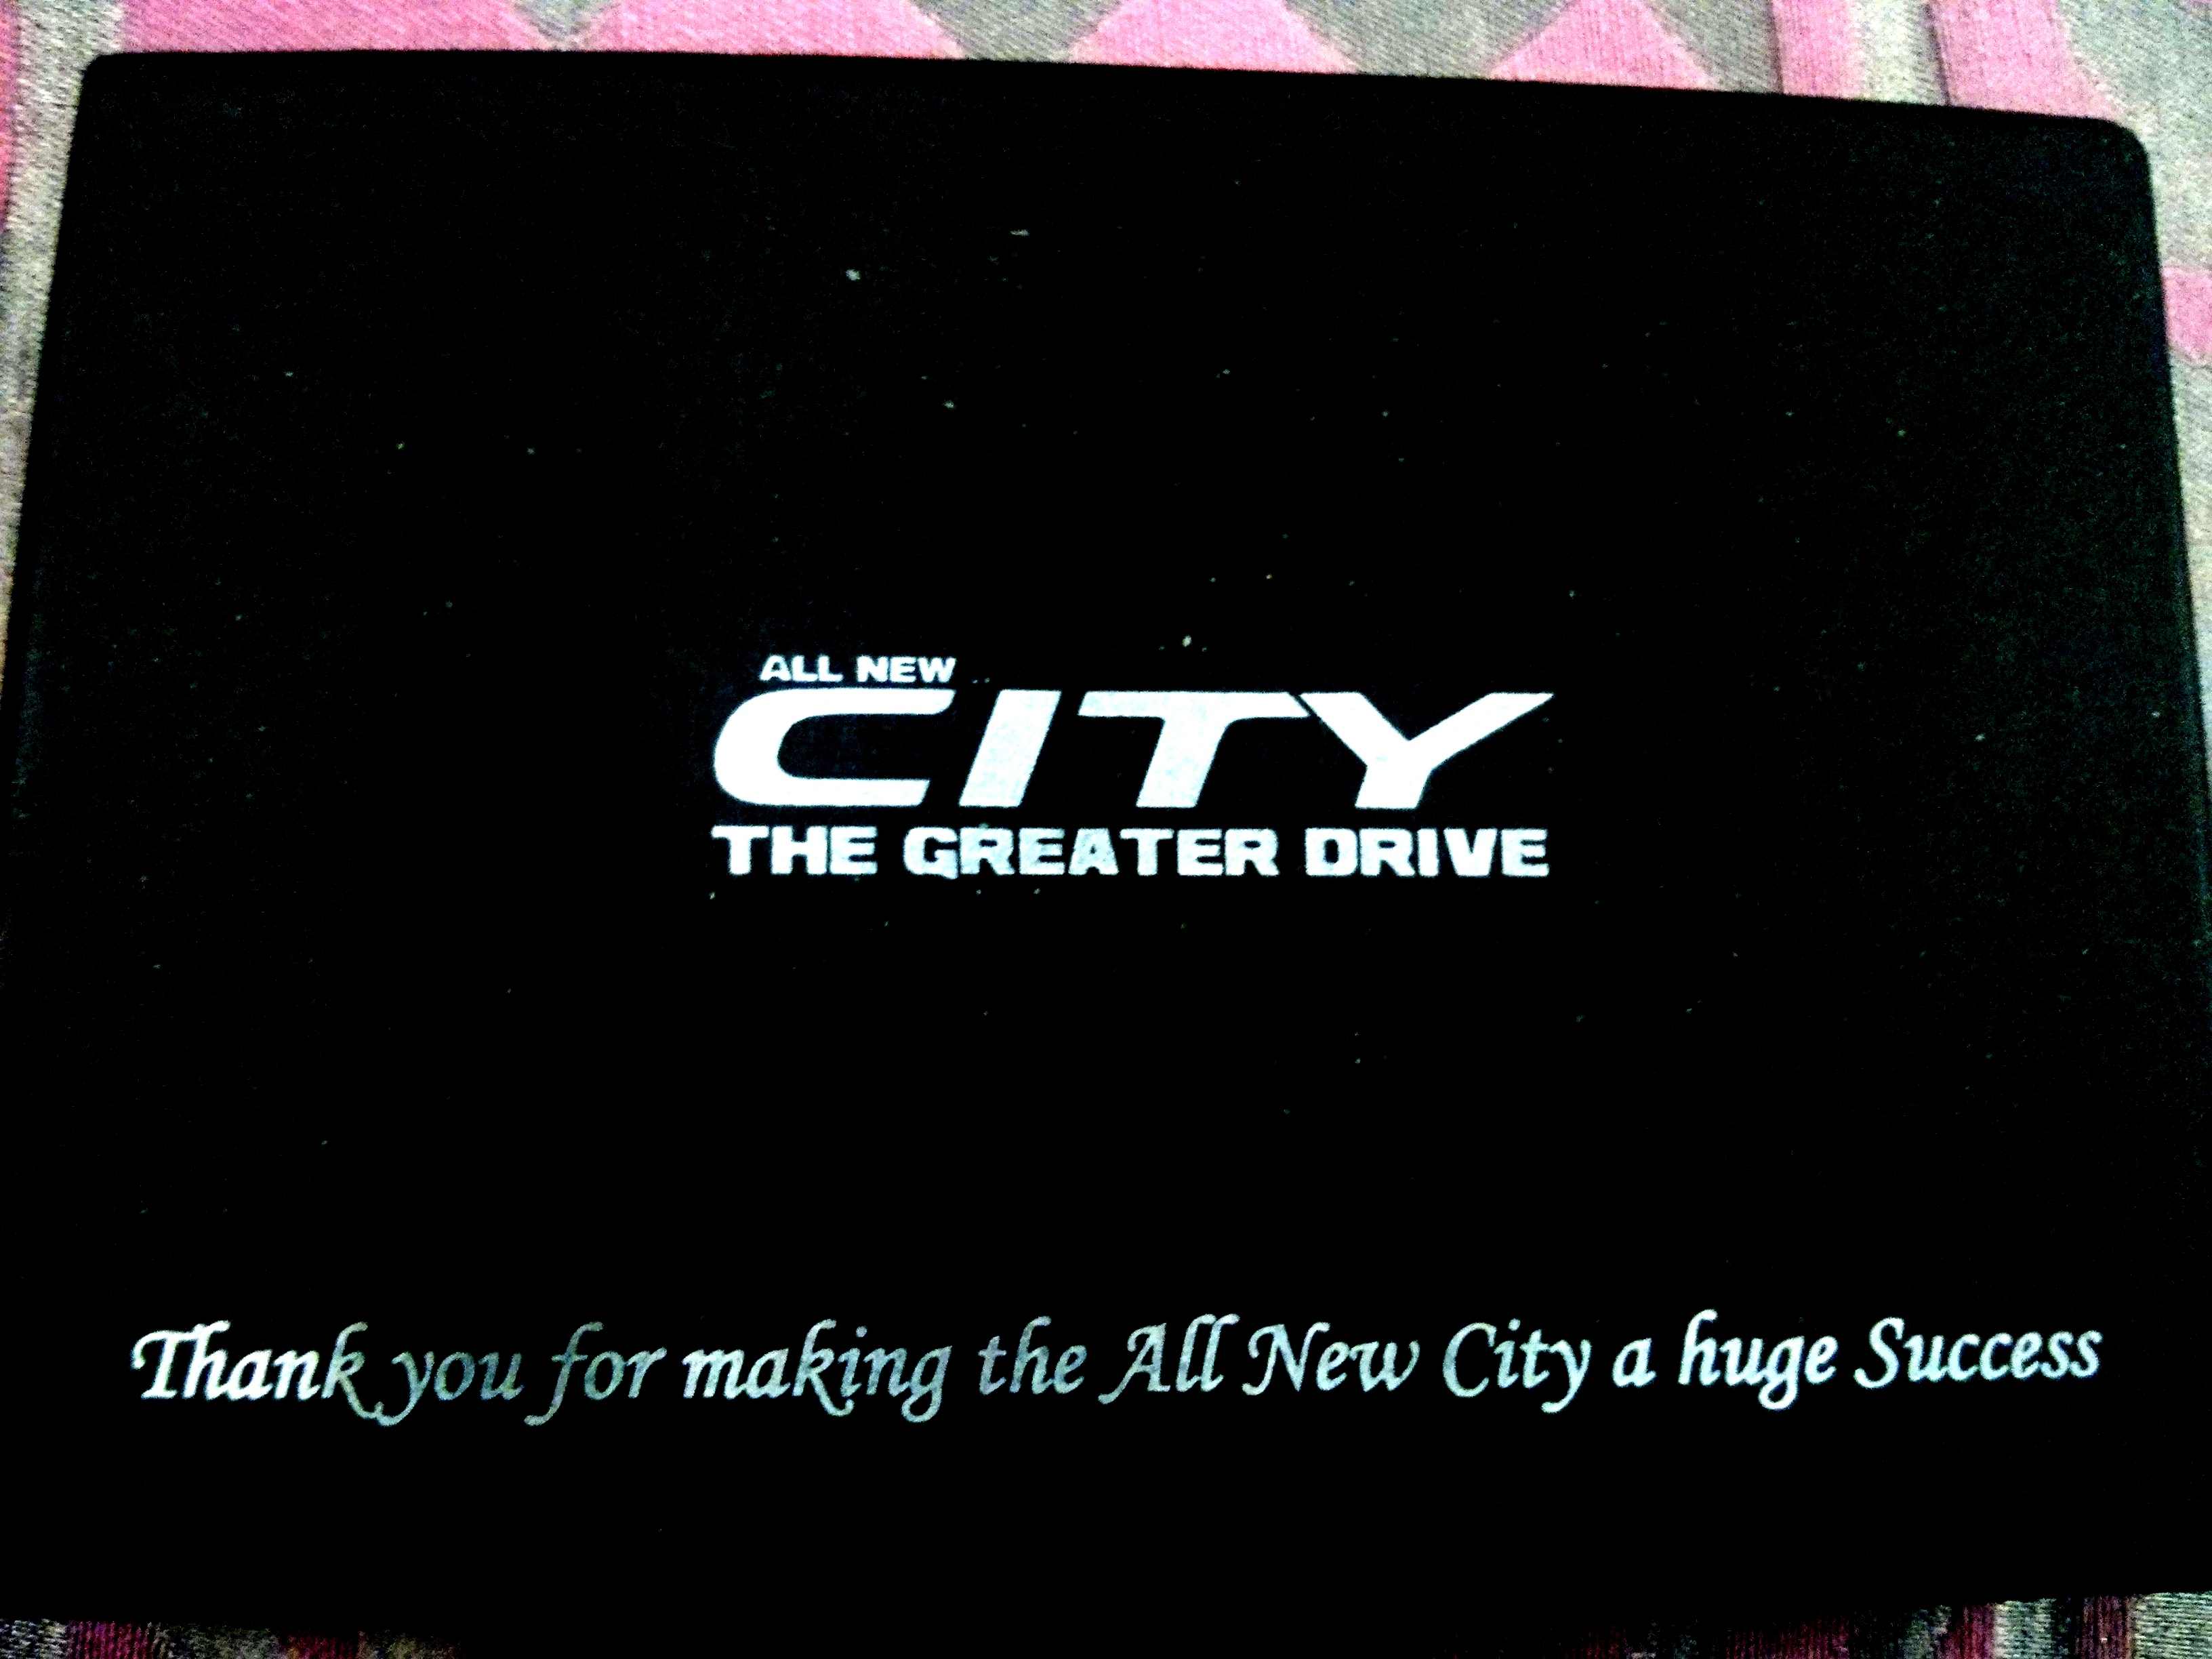 ALL NEW
CITY
THE GREATER DRIVE
Thank you for making the All New City a huge Success